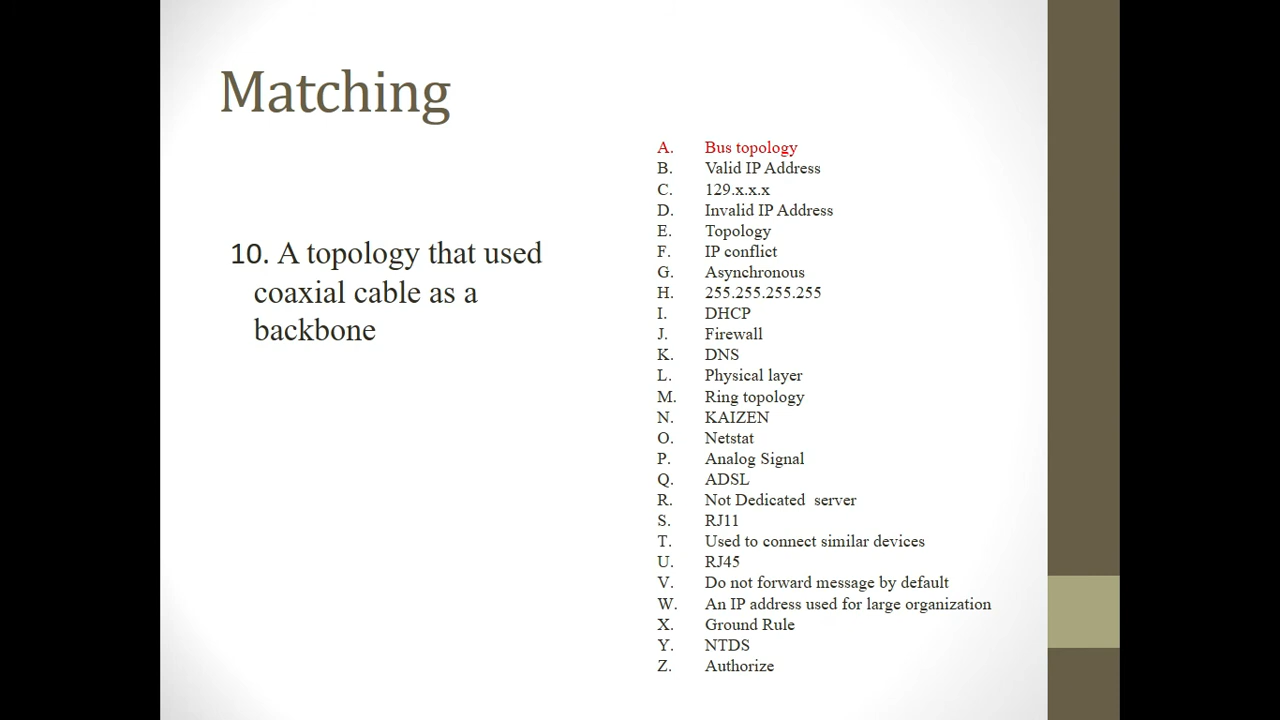 Matching
10. A topology that used
coaxial cable as a
backbone
A. Bus topology
B. Valid IP Address
C. 129.x.x.x
D. Invalid IP Address
E. Topology
F. IP conflict
G. Asynchronous
H. 255.255.255.255
I. DHCP
J. Firewall
K. DNS
L. Physical layer
M. Ring topology
N. KAIZEN
O. Netstat
P. Analog Signal
Q. ADSL
R. Not Dedicated server
S. RJ11
T. Used to connect similar devices
U. RJ45
V. Do not forward message by default
W. An IP address used for large organization
X. Ground Rule
Y. NTDS
Z. Authorize